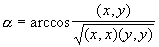 α = arccos (x, y) / √(x, x)(y, y)